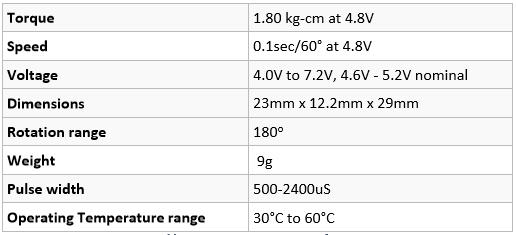 Torque 1.80 kg-cm at 4.8V
Speed 0.1sec/60° at 4.8V
Voltage 4.0V to 7.2V, 4.6V - 5.2V nominal
Dimensions 23mm x 12.2mm x 29mm
Rotation range 180°
Weight 9g
Pulse width 500-2400uS
Operating Temperature range 30°C to 60°C